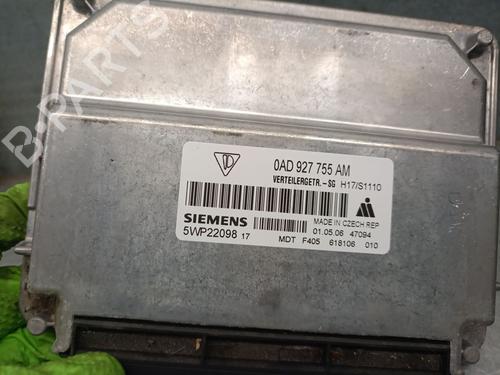 0AD 927 755 AM
VERTEILERGETR.-SG H17/S1110
SIEMENS
5WP22098 17
MADE IN CZECH REP
01.05.06 47094
MDT F405 618106 010
B-PARTS